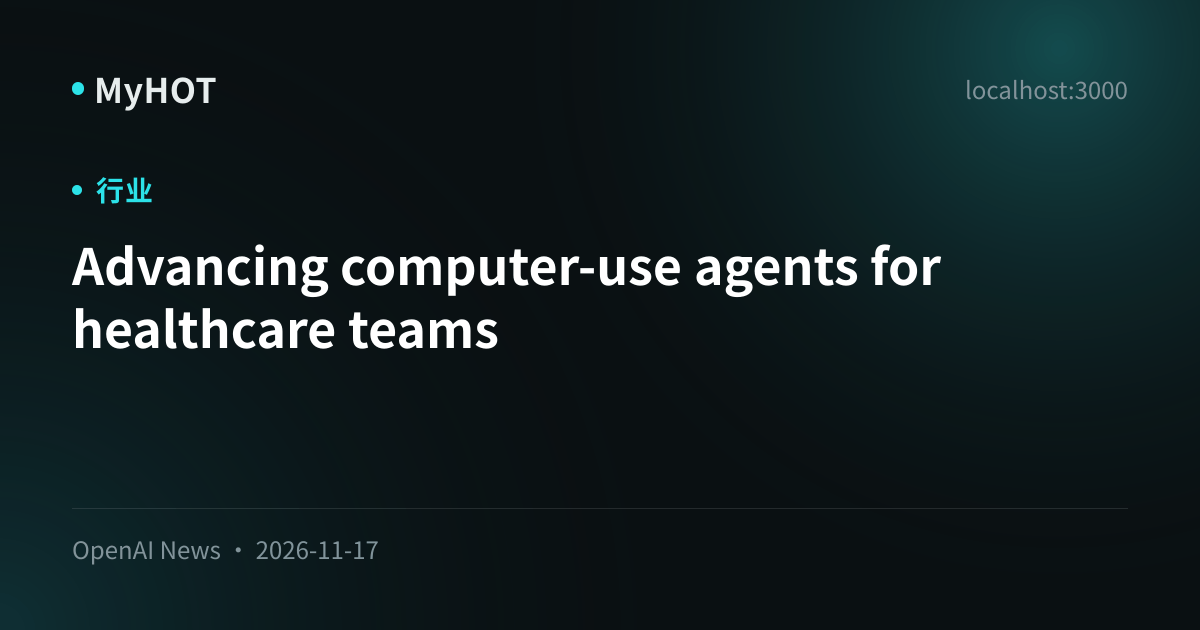 MyHOT
localhost:3000
行业
Advancing computer-use agents for
healthcare teams
OpenAI News · 2026-11-17